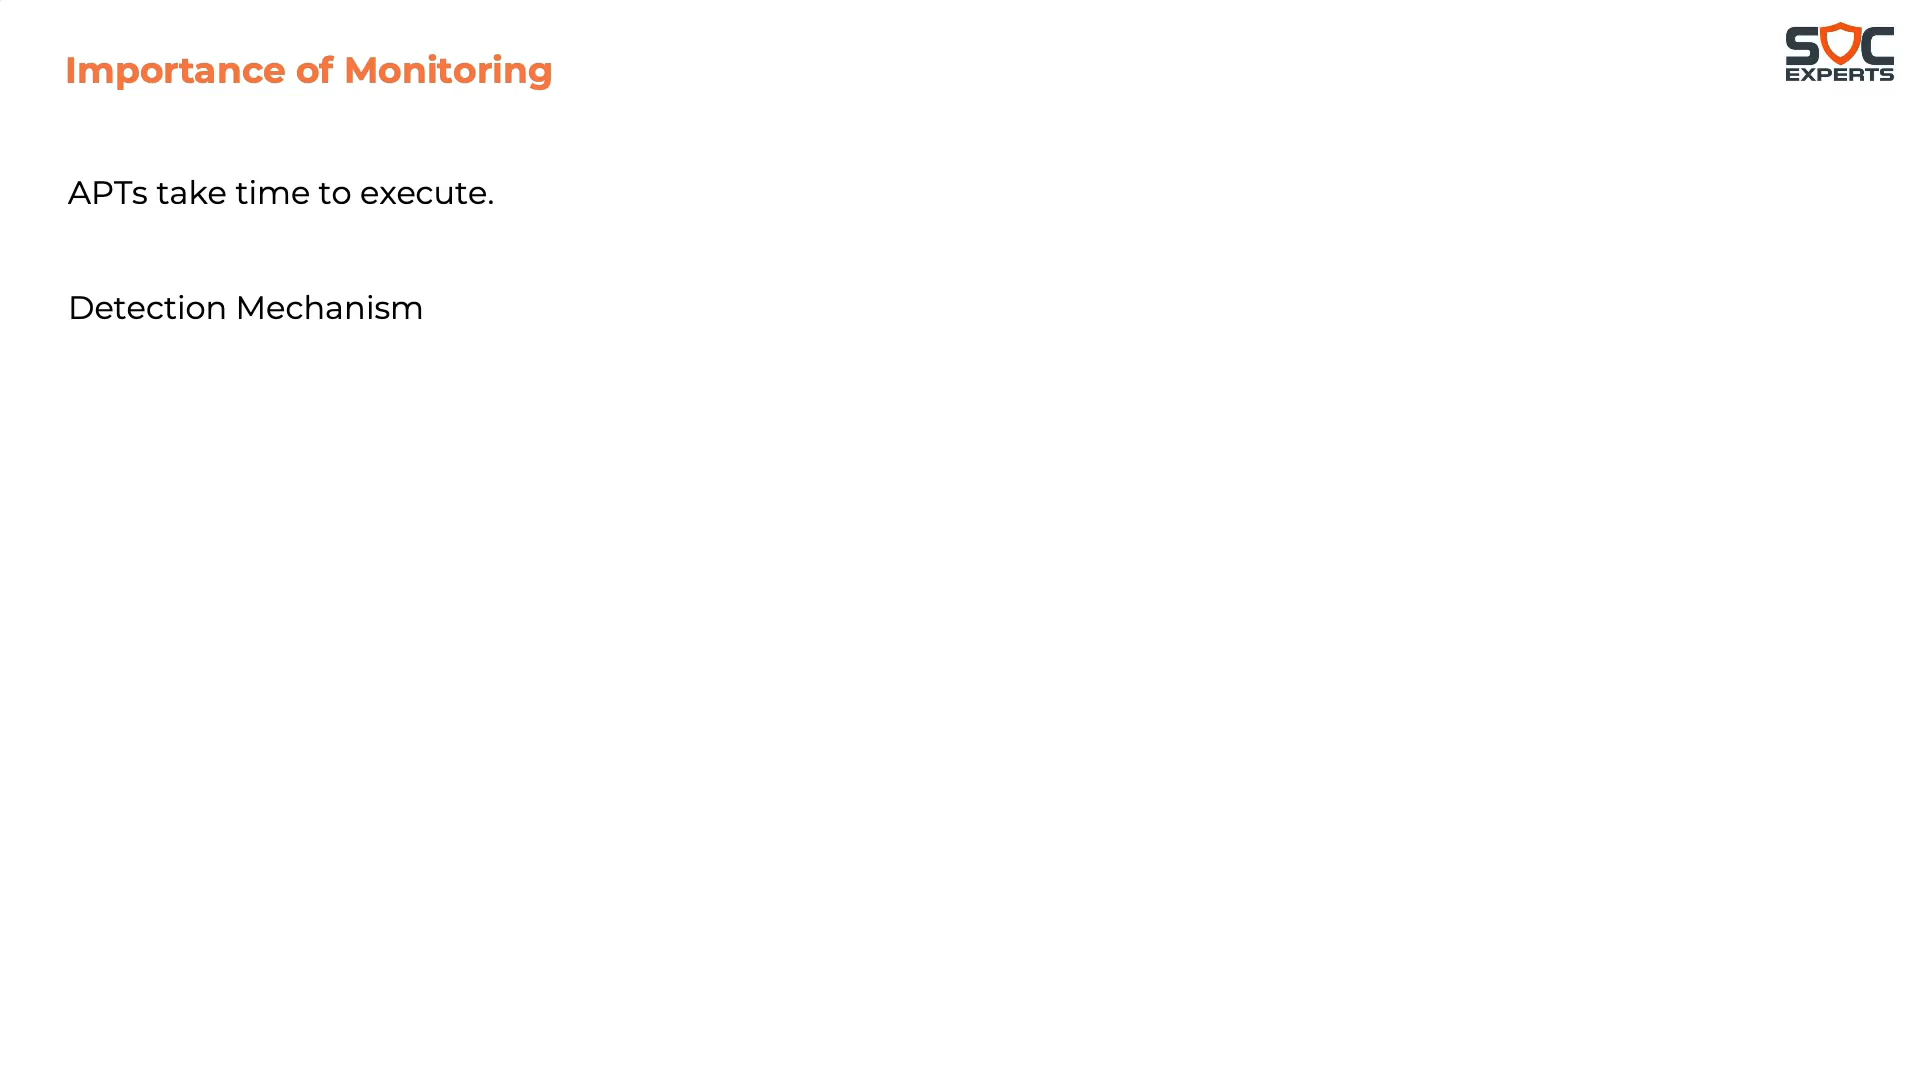 Importance of Monitoring
SOC
EXPERTS
APTs take time to execute.
Detection Mechanism